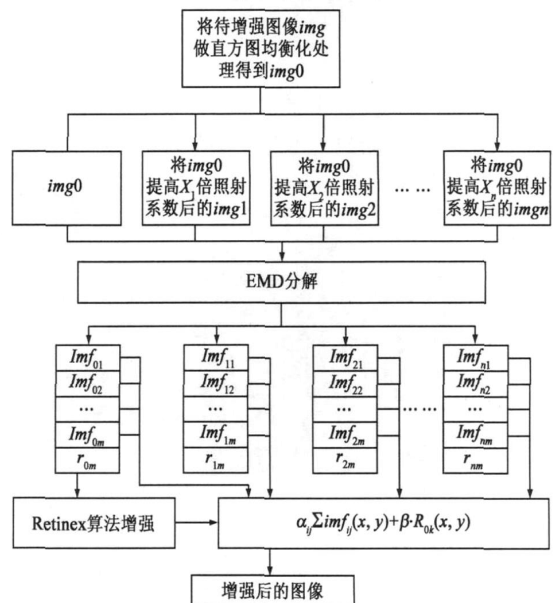 将待增强图像img
做直方图均衡化处
理得到img0
img0
将img0
提高X₁倍照射
系数后的img1
将img0
提高X₂倍照射
系数后的img2
… …
将img0
提高Xₙ倍照射
系数后的imgn
EMD分解
Imf₀₁
Imf₀₂
…
Imf₀ₘ
r₀ₘ
Imf₁₁
Imf₁₂
…
Imf₁ₘ
r₁ₘ
Imf₂₁
Imf₂₂
…
Imf₂ₘ
r₂ₘ
… …
Imfₙ₁
Imfₙ₂
…
Imfₙₘ
rₙₘ
Retinex算法增强
αᵢⱼ∑imfᵢⱼ(x, y)+β·R₀ₖ(x, y)
增强后的图像